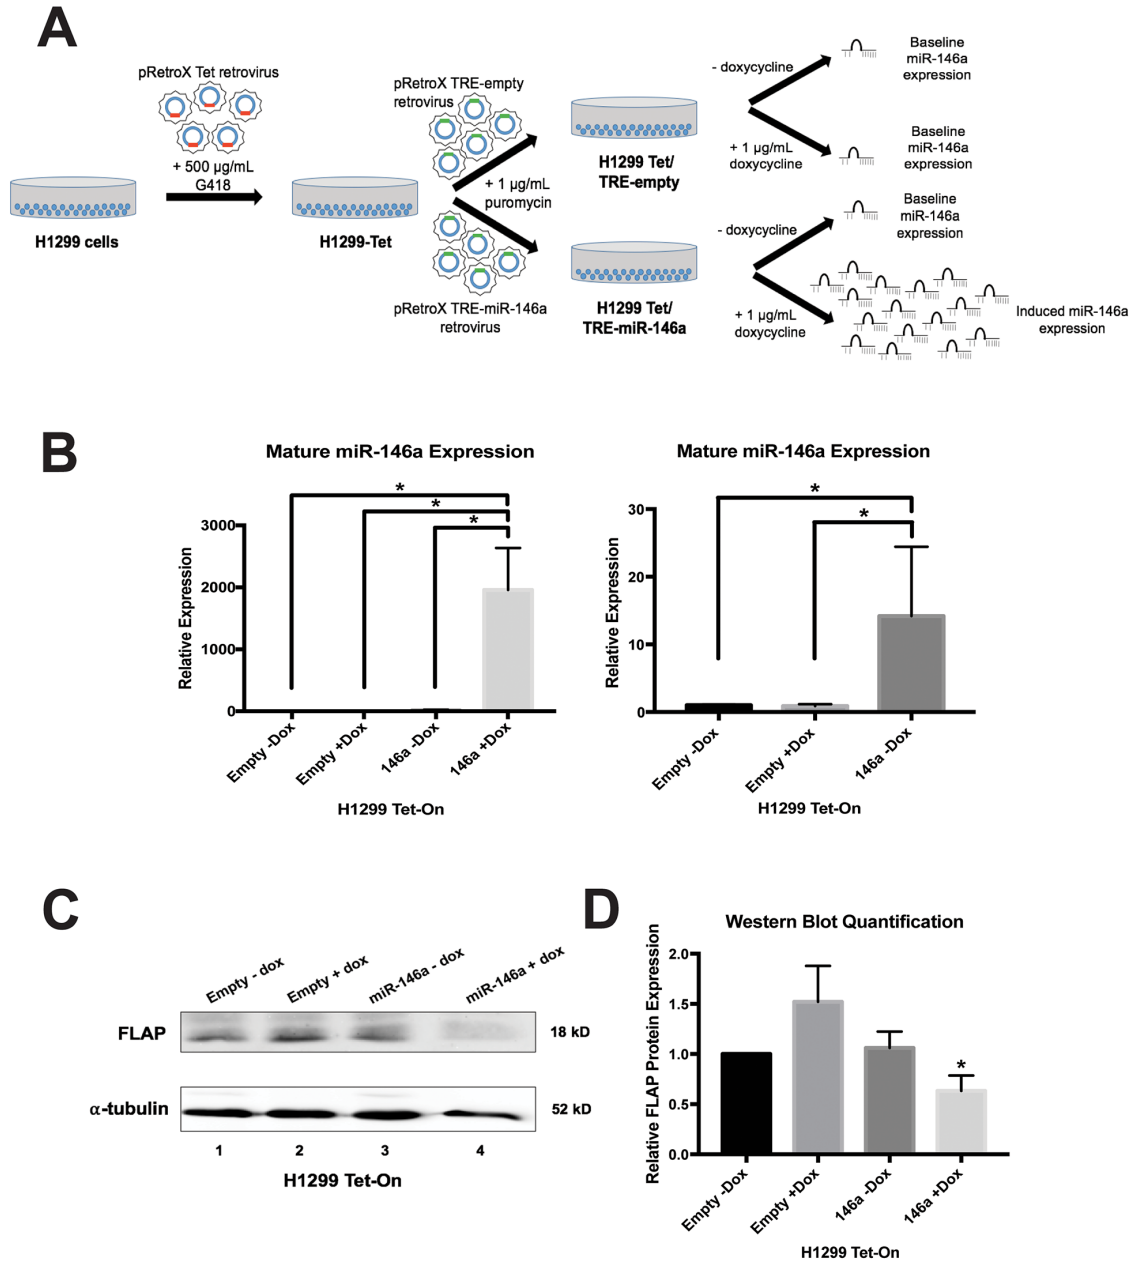 A
pRetroX Tet retrovirus
+ 500 µg/mL
G418
H1299 cells
H1299-Tet
pRetroX TRE-empty
retrovirus
+ 1 µg/mL
puromycin
pRetroX TRE-miR-146a
retrovirus
H1299 Tet/
TRE-empty
H1299 Tet/
TRE-miR-146a
- doxycycline
+ 1 µg/mL
doxycycline
- doxycycline
+ 1 µg/mL
doxycycline
Baseline
miR-146a
expression
Baseline
miR-146a
expression
Baseline
miR-146a
expression
Induced miR-146a
expression
B
Mature miR-146a Expression
Relative Expression
3000
2000
1000
0
*
*
*
Empty -Dox
Empty +Dox
146a -Dox
146a +Dox
H1299 Tet-On
Mature miR-146a Expression
Relative Expression
30
20
10
0
*
*
Empty -Dox
Empty +Dox
146a -Dox
H1299 Tet-On
C
Empty - dox
Empty + dox
miR-146a - dox
miR-146a + dox
FLAP
18 kD
α-tubulin
52 kD
1 2 3 4
H1299 Tet-On
D
Western Blot Quantification
Relative FLAP Protein Expression
2.0
1.5
1.0
0.5
0.0
*
Empty -Dox
Empty +Dox
146a -Dox
146a +Dox
H1299 Tet-On